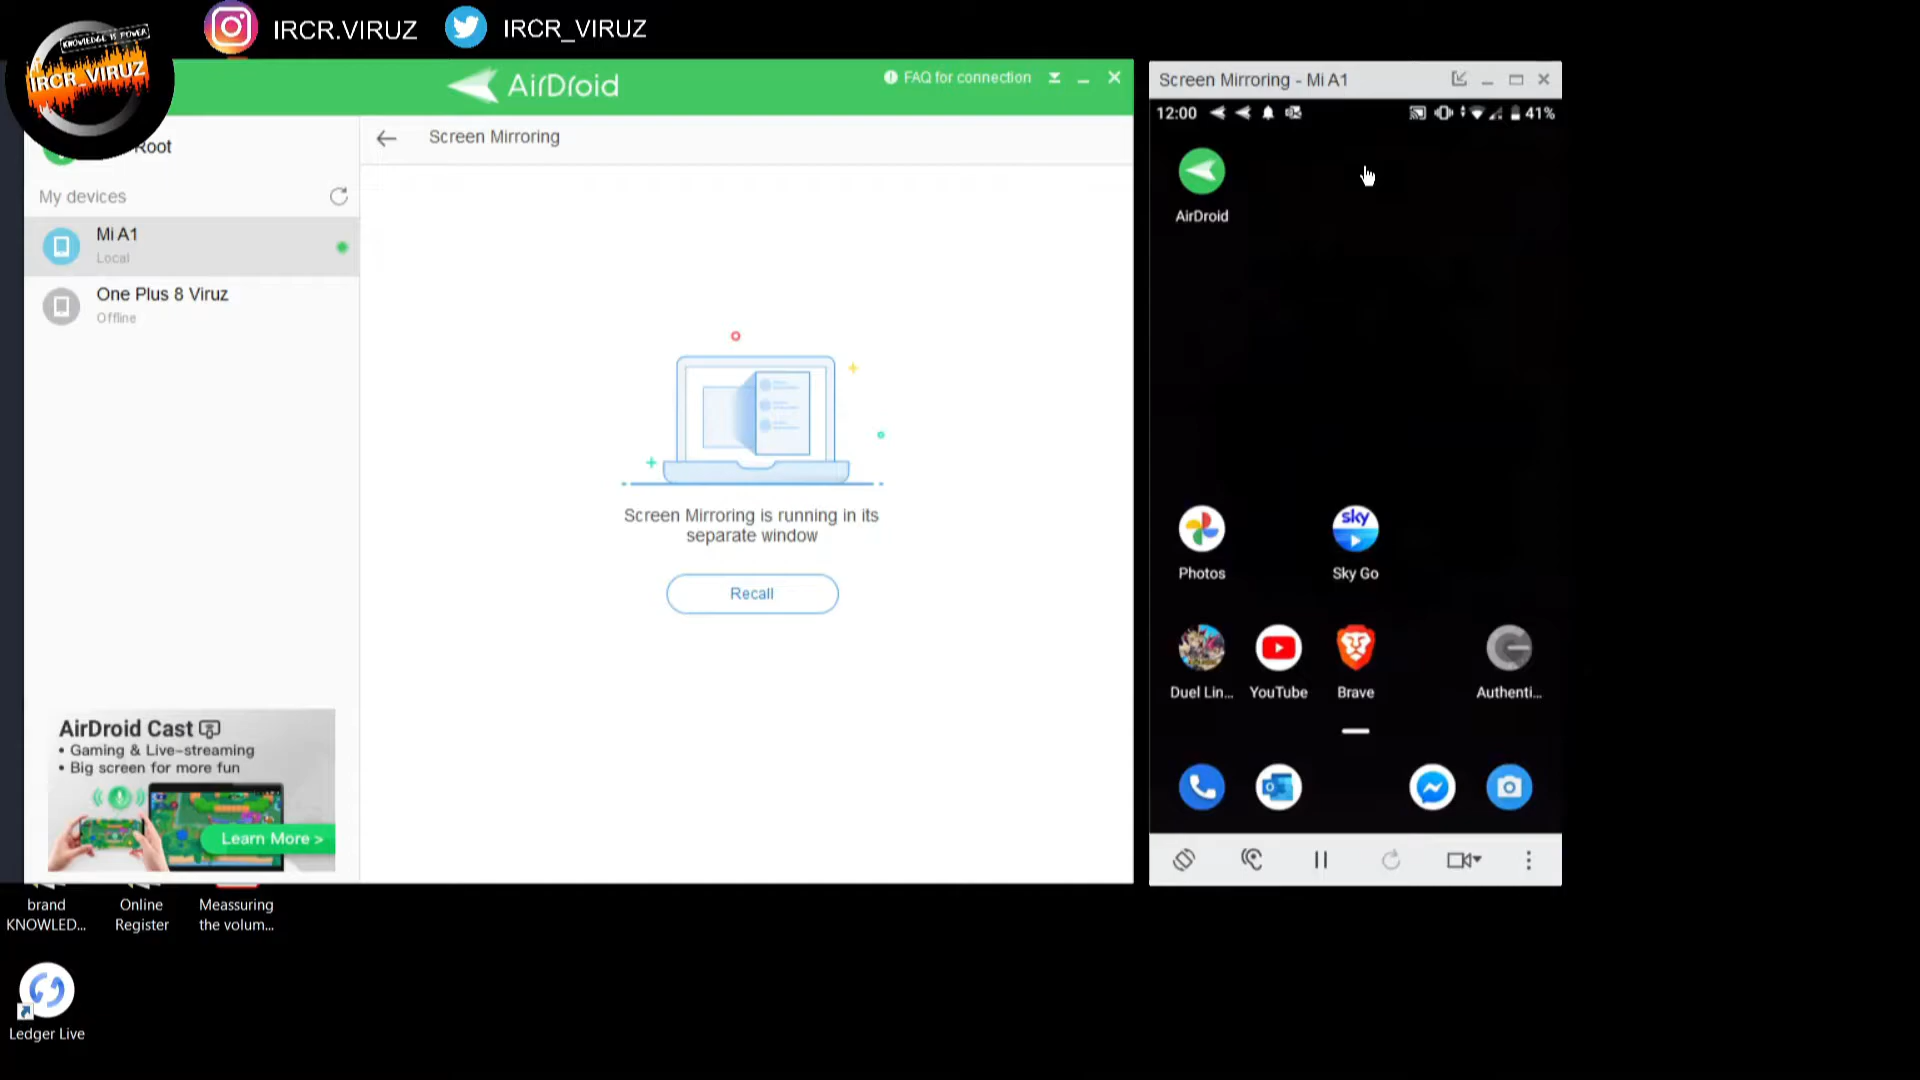 KNOWLEDGE IS POWER
IRCR_VIRUZ
IRCR.VIRUZ
IRCR_VIRUZ
AirDroid
FAQ for connection
Root
My devices
Mi A1
Local
One Plus 8 Viruz
Offline
Screen Mirroring
Screen Mirroring is running in its
separate window
Recall
AirDroid Cast
• Gaming & Live-streaming
• Big screen for more fun
Learn More >
Screen Mirroring - Mi A1
12:00
41%
AirDroid
Photos
sky
Sky Go
Duel Lin...
YouTube
Brave
Authenti...
brand
KNOWLED...
Online
Register
Meassuring
the volum...
Ledger Live